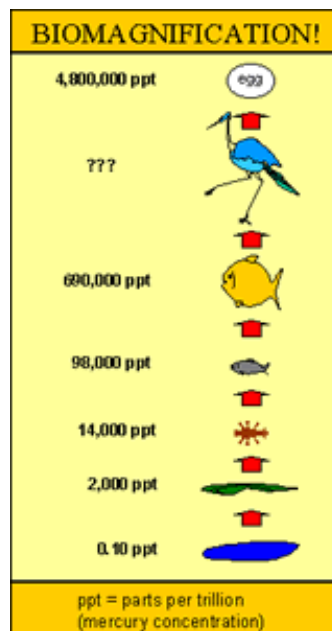 BIOMAGNIFICATION!
4,800,000 ppt
egg
???
690,000 ppt
98,000 ppt
14,000 ppt
2,000 ppt
0.10 ppt
ppt = parts per trillion
(mercury concentration)